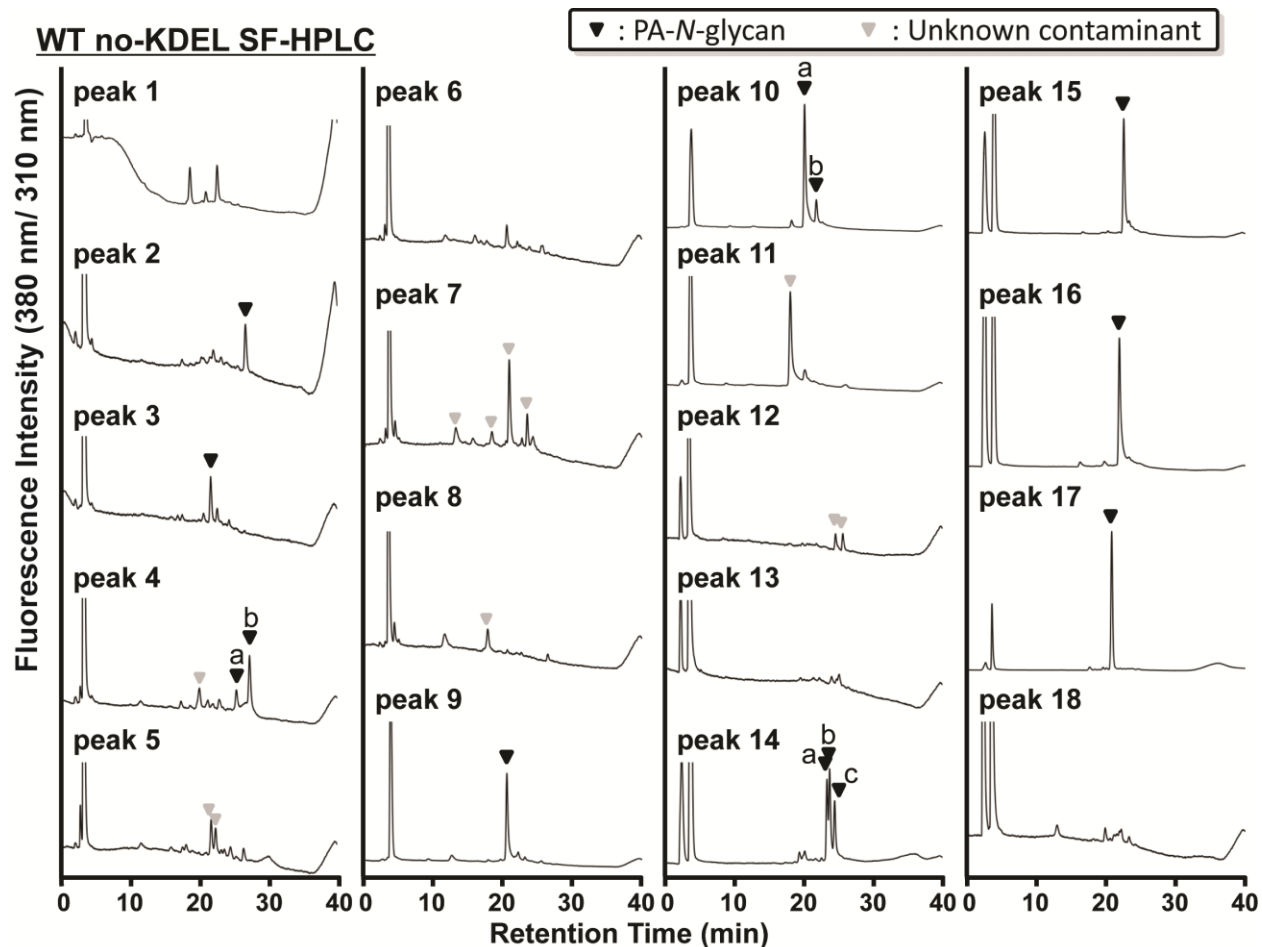 WT no-KDEL SF-HPLC
▼ : PA-N-glycan ▼ : Unknown contaminant
Fluorescence Intensity (380 nm/ 310 nm)
peak 1
peak 2
peak 3
peak 4
a
b
peak 5
0 10 20 30 40
peak 6
peak 7
peak 8
peak 9
0 10 20 30 40
peak 10
a
b
peak 11
peak 12
peak 13
peak 14
a
b
c
0 10 20 30 40
peak 15
peak 16
peak 17
peak 18
0 10 20 30 40
Retention Time (min)